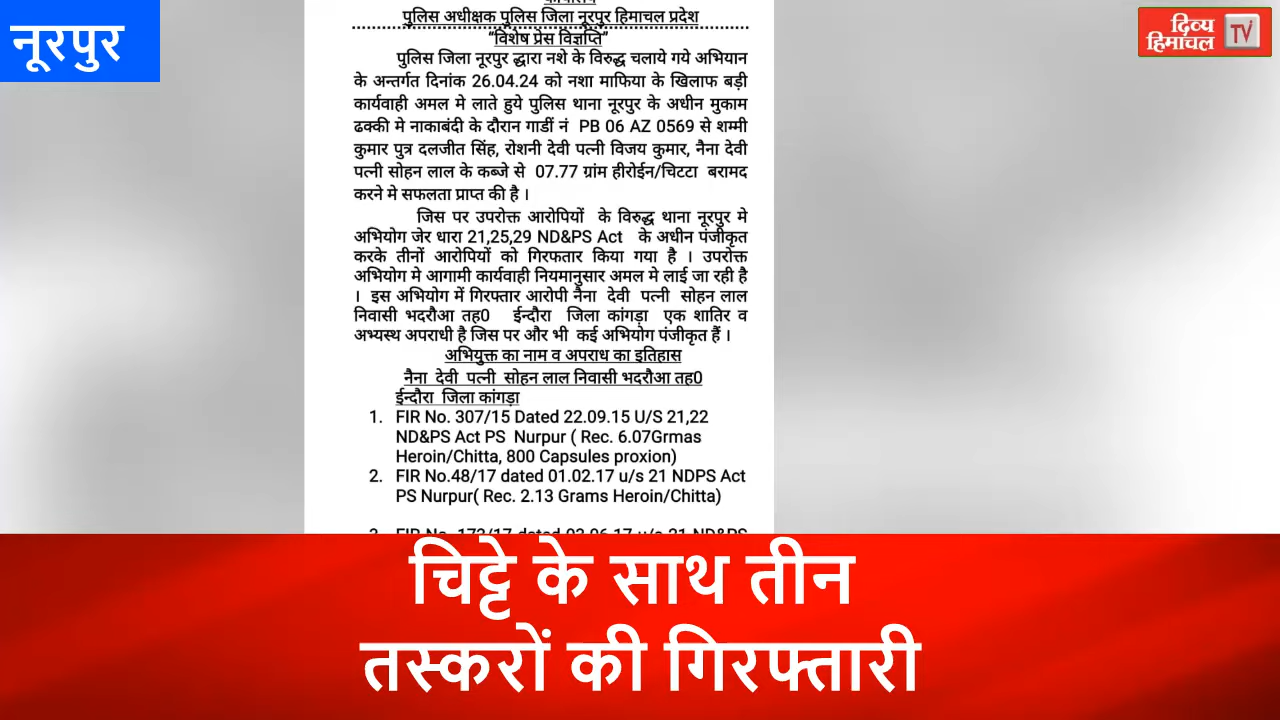 नूरपुर
दिव्य
हिमाचल
TV
कार्यालय
पुलिस अधीक्षक पुलिस जिला नूरपुर हिमाचल प्रदेश
“विशेष प्रेस विज्ञप्ति”
पुलिस जिला नूरपुर द्धारा नशे के विरुद्ध चलाये गये अभियान
के अन्तर्गत दिनांक 26.04.24 को नशा माफिया के खिलाफ बड़ी
कार्यवाही अमल मे लाते हुये पुलिस थाना नूरपुर के अधीन मुकाम
ढक्की मे नाकाबंदी के दौरान गाडीं नं PB 06 AZ 0569 से शम्मी
कुमार पुत्र दलजीत सिंह, रोशनी देवी पत्नी विजय कुमार, नैना देवी
पत्नी सोहन लाल के कब्जे से 07.77 ग्रांम हीरोईन/चिटटा बरामद
करने मे सफलता प्राप्त की है ।
जिस पर उपरोक्त आरोपियों के विरुद्ध थाना नूरपुर मे
अभियोग जेर धारा 21,25,29 ND&PS Act के अधीन पंजीकृत
करके तीनों आरोपियों को गिरफतार किया गया है । उपरोक्त
अभियोग मे आगामी कार्यवाही नियमानुसार अमल मे लाई जा रही है
। इस अभियोग में गिरफ्तार आरोपी नैना देवी पत्नी सोहन लाल
निवासी भदरौआ तह0 ईन्दौरा जिला कांगड़ा एक शातिर व
अभ्यस्थ अपराधी है जिस पर और भी कई अभियोग पंजीकृत हैं ।
अभियुक्त का नाम व अपराध का इतिहास
नैना देवी पत्नी सोहन लाल निवासी भदरौआ तह0
ईन्दौरा जिला कांगड़ा
1. FIR No. 307/15 Dated 22.09.15 U/S 21,22
ND&PS Act PS Nurpur ( Rec. 6.07Grmas
Heroin/Chitta, 800 Capsules proxion)
2. FIR No.48/17 dated 01.02.17 u/s 21 NDPS Act
PS Nurpur( Rec. 2.13 Grams Heroin/Chitta)
चिट्टे के साथ तीन
तस्करों की गिरफ्तारी